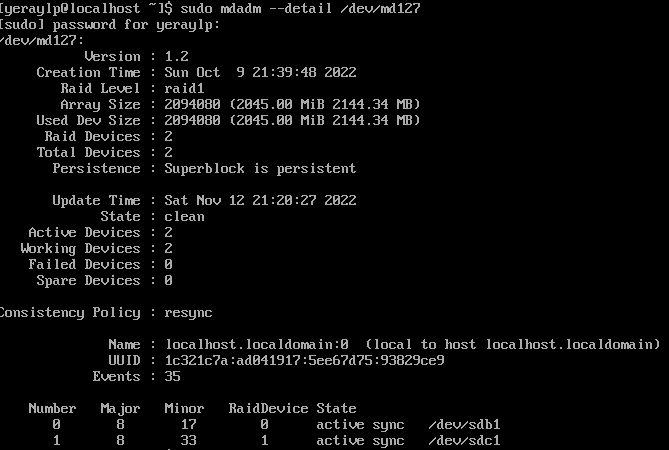 [yeraylp@localhost ~]$ sudo mdadm --detail /dev/md127
[sudo] password for yeraylp:
/dev/md127:
Version : 1.2
Creation Time : Sun Oct  9 21:39:48 2022
Raid Level : raid1
Array Size : 2094080 (2045.00 MiB 2144.34 MB)
Used Dev Size : 2094080 (2045.00 MiB 2144.34 MB)
Raid Devices : 2
Total Devices : 2
Persistence : Superblock is persistent
Update Time : Sat Nov 12 21:20:27 2022
State : clean
Active Devices : 2
Working Devices : 2
Failed Devices : 0
Spare Devices : 0
Consistency Policy : resync
Name : localhost.localdomain:0  (local to host localhost.localdomain)
UUID : 1c321c7a:ad041917:5ee67d75:93829ce9
Events : 35
Number   Major   Minor   RaidDevice State
0       8       17        0      active sync   /dev/sdb1
1       8       33        1      active sync   /dev/sdc1